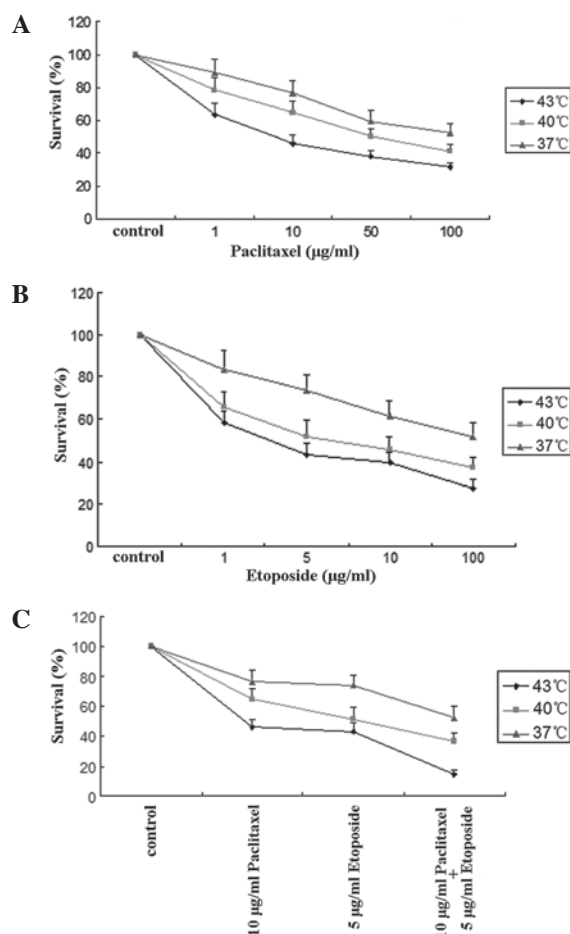 A
120
100
80
60
40
20
0
Survival (%)
control
1
10
50
100
Paclitaxel (µg/ml)
43℃
40℃
37℃
B
120
100
80
60
40
20
0
Survival (%)
control
1
5
10
100
Etoposide (µg/ml)
43℃
40℃
37℃
C
120
100
80
60
40
20
0
Survival (%)
control
10 µg/ml Paclitaxel
5 µg/ml Etoposide
10 µg/ml Paclitaxel
+
5 µg/ml Etoposide
43℃
40℃
37℃